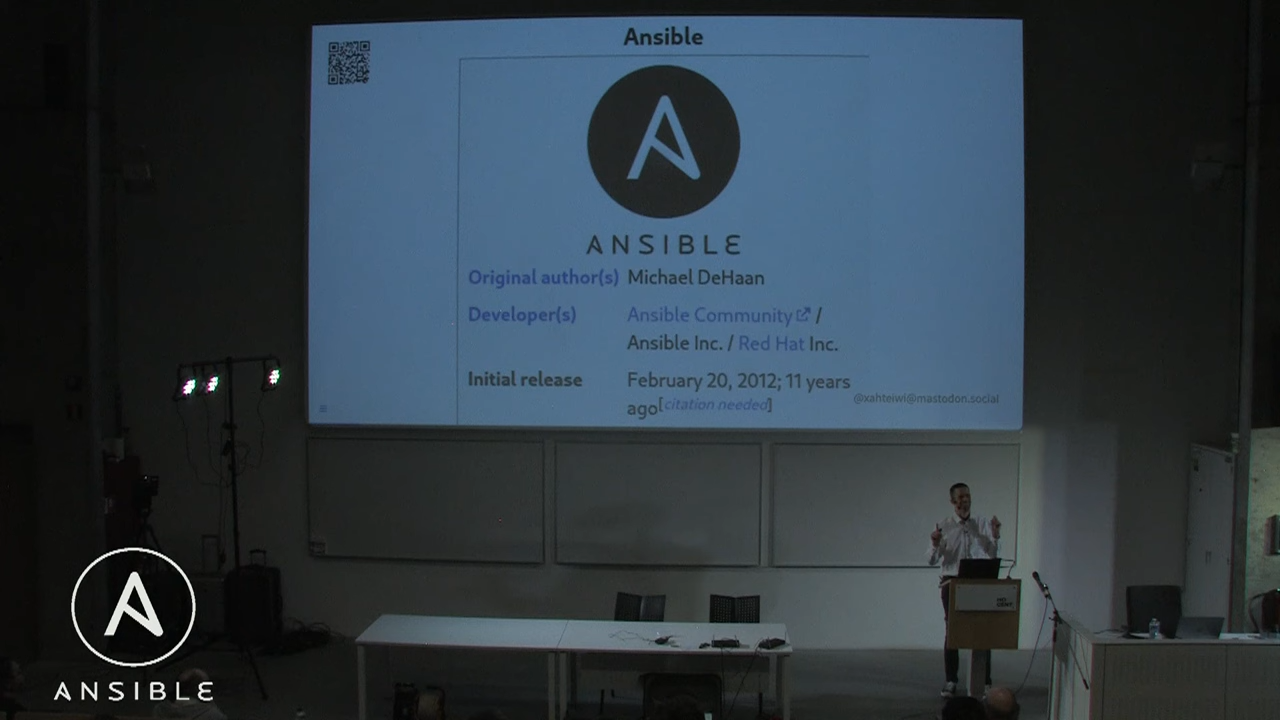 Ansible
ANSIBLE
Original author(s) Michael DeHaan
Developer(s) Ansible Community /
Ansible Inc. / Red Hat Inc.
Initial release February 20, 2012; 11 years
ago[citation needed]
@xahteiwi@mastodon.social
ANSIBLE